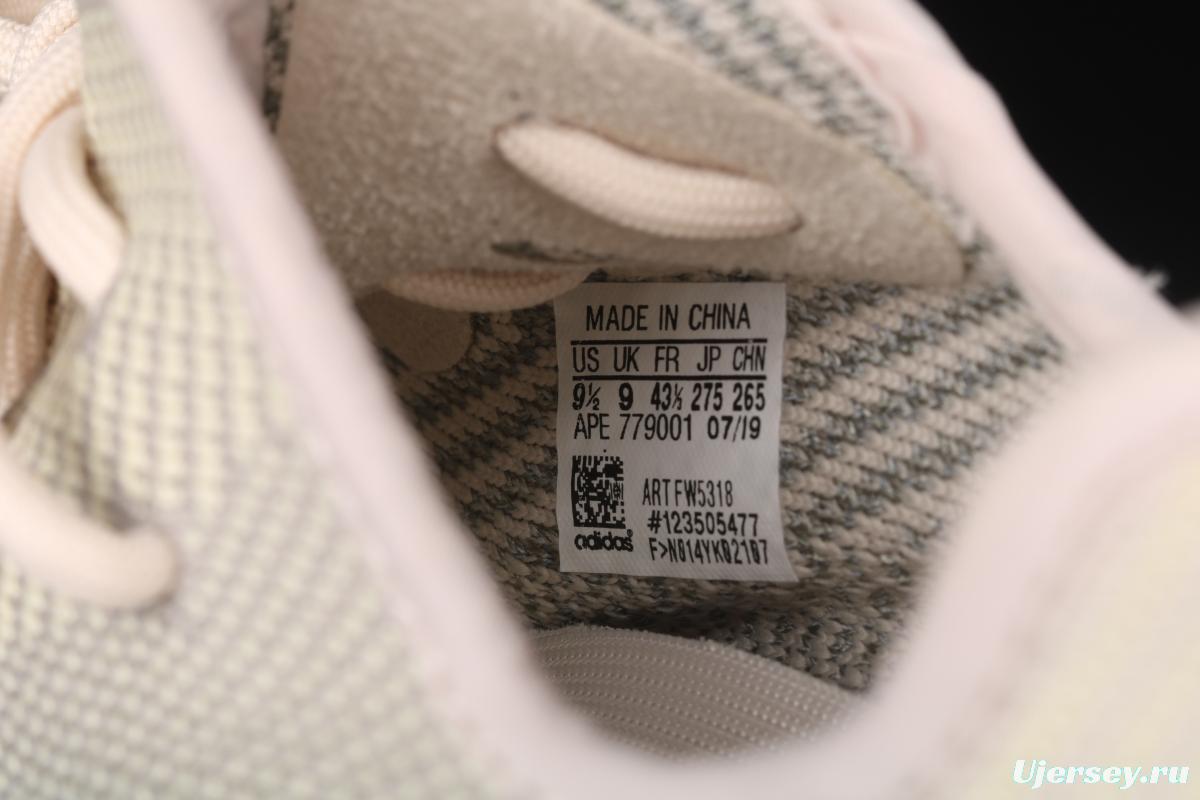 MADE IN CHINA
US UK FR JP CHN
9½ 9 43⅓ 275 265
APE 779001 07/19
ART FW5318
#123505477
adidas®
F>N014YK02107
Ujersey.ru